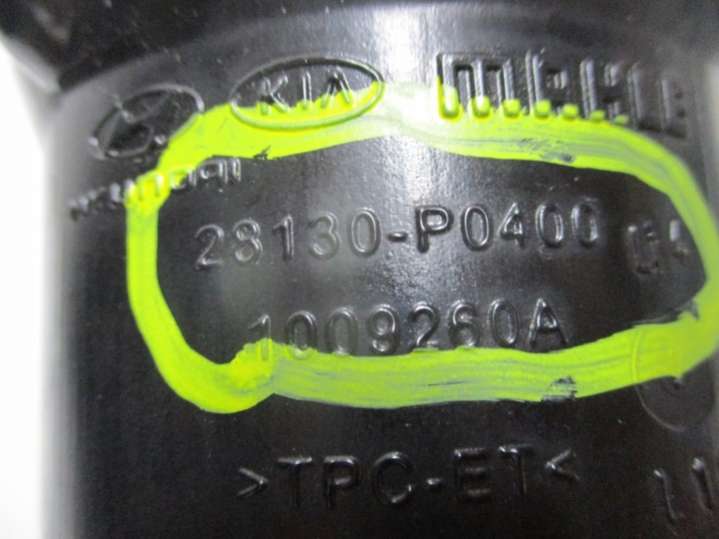 KIA MAHLE
HYUNDAI
28130-P0400
1009260A
>TPC-ET<